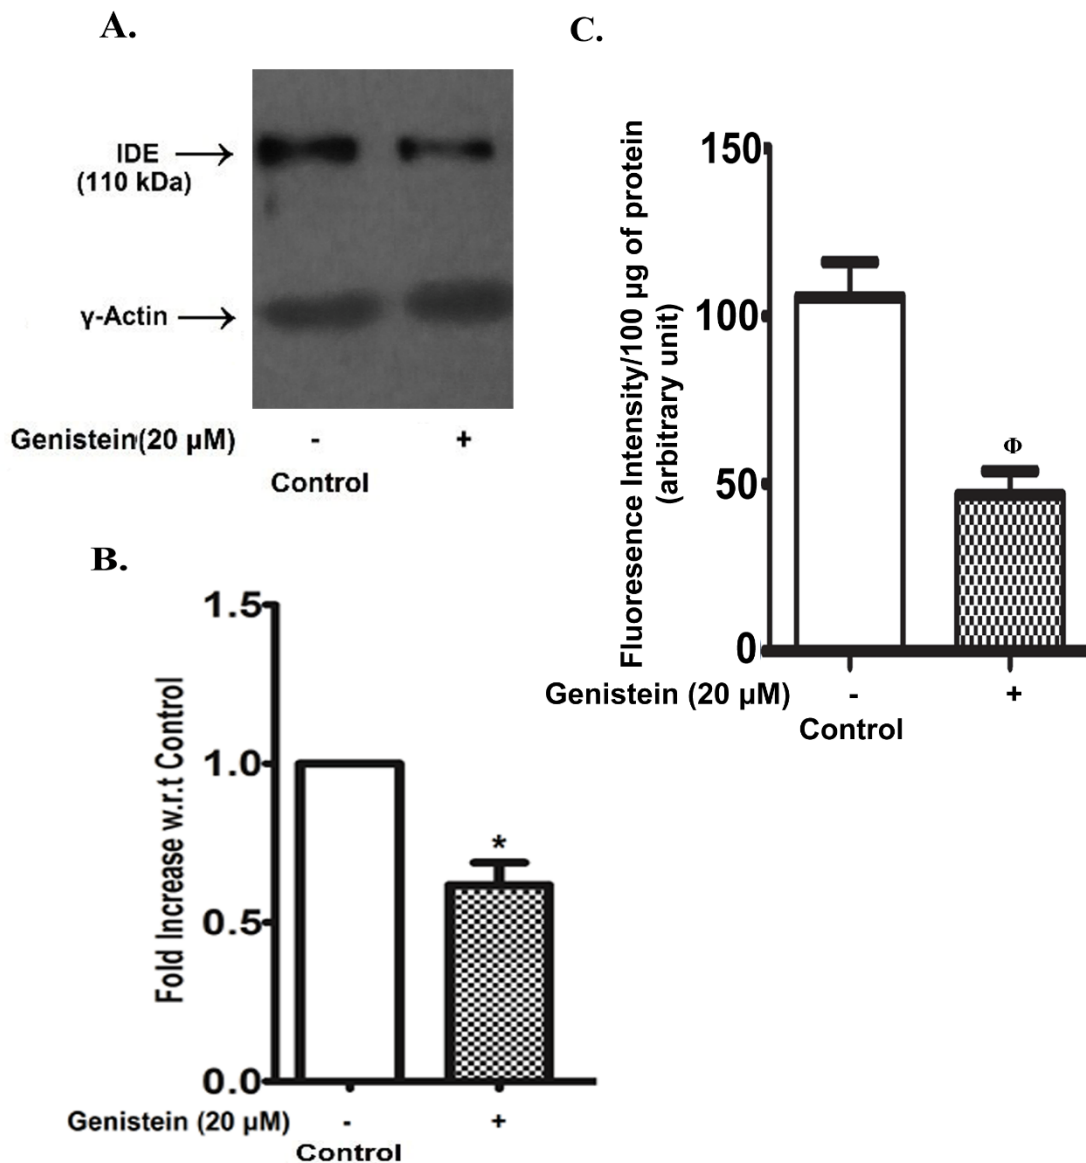 A.
IDE
(110 kDa)
γ-Actin
Genistein(20 μM) - +
Control
B.
Fold Increase w.r.t Control
1.5
1.0
0.5
0.0
*
Genistein (20 μM) - +
Control
C.
Fluoresence Intensity/100 μg of protein
(arbitrary unit)
150
100
50
0
Φ
Genistein (20 μM) - +
Control